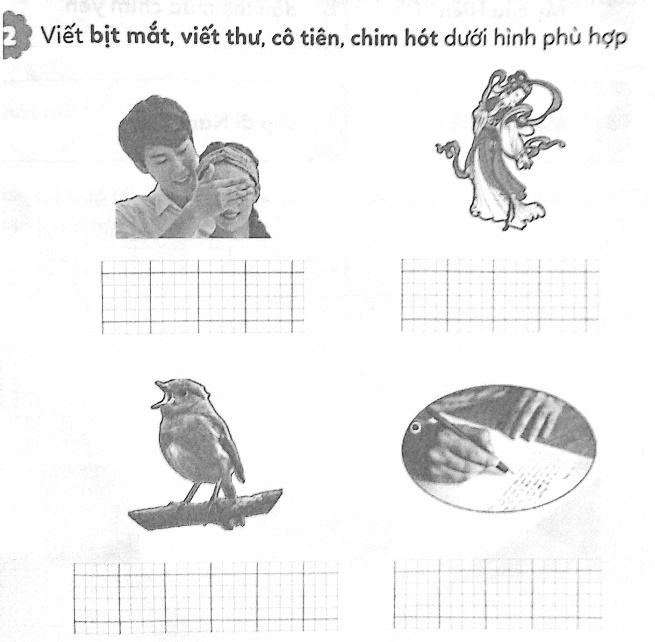 2 Viết bịt mắt, viết thư, cô tiên, chim hót dưới hình phù hợp